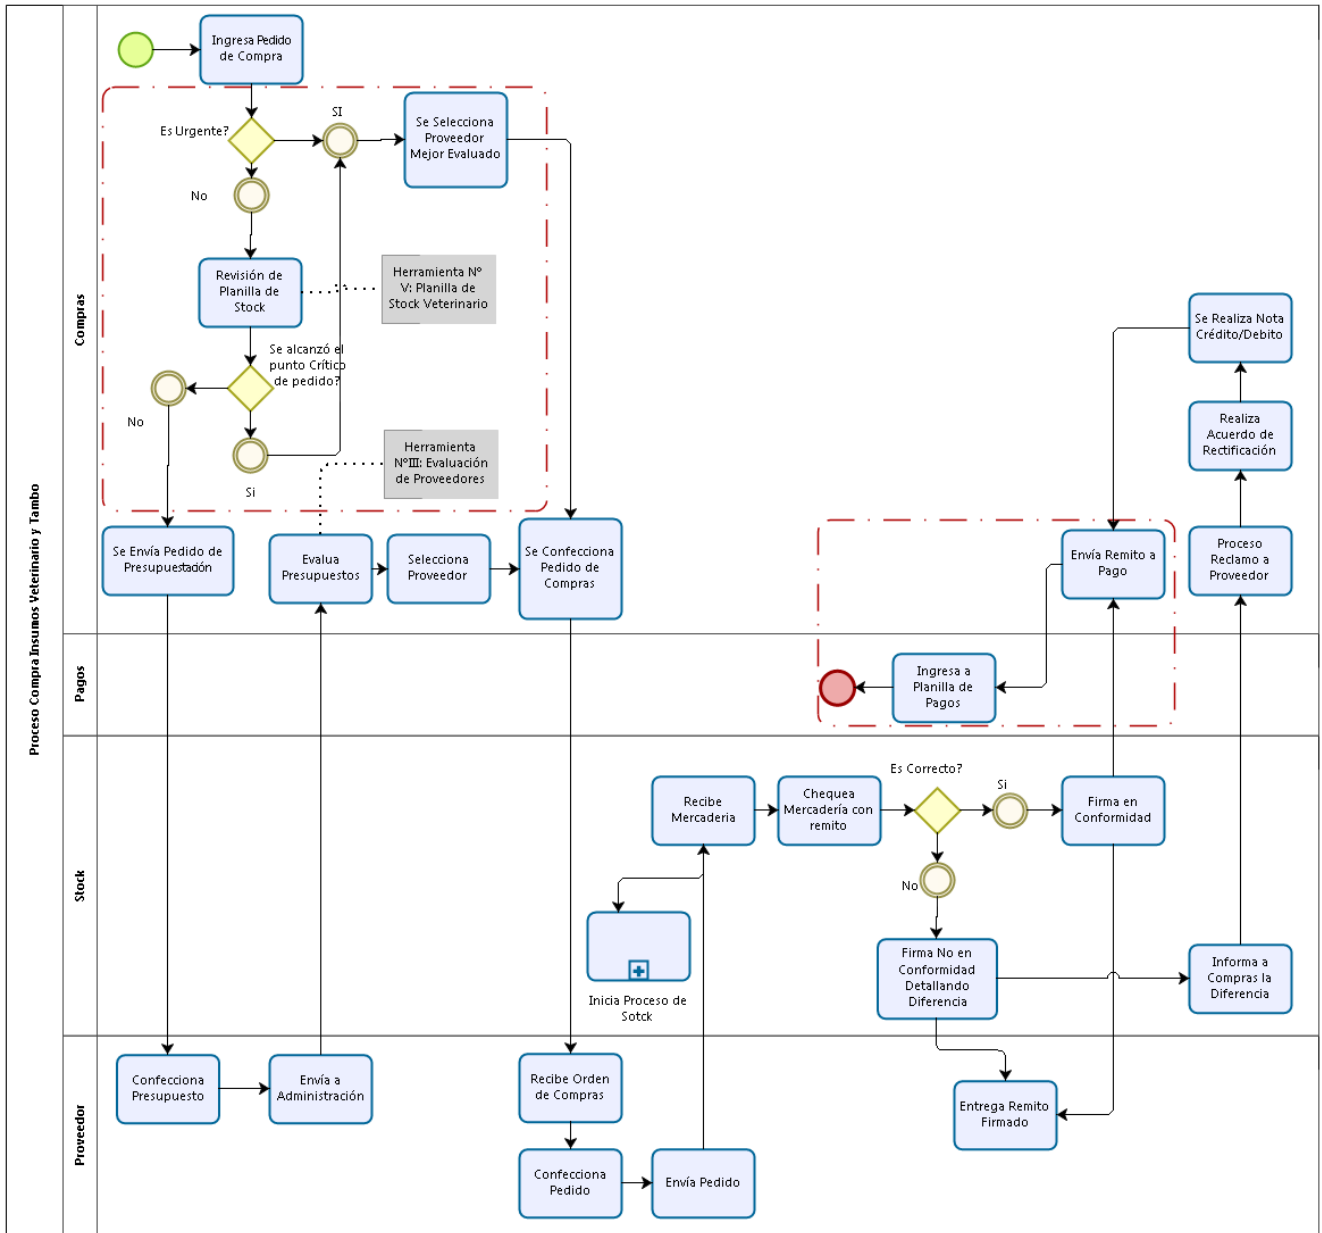 Proceso Compra Insumos Veterinario y Tambo
Compras
Ingresa Pedido
de Compra
Es Urgente?
SI
Se Selecciona
Proveedor
Mejor Evaluado
No
Revisión de
Planilla de
Stock
Herramienta Nº
V: Planilla de
Stock Veterinario
Se alcanzó el
punto Crítico
de pedido?
No
Si
Herramienta
NºIII: Evaluación
de Proveedores
Se Envía Pedido de
Presupuestación
Evalua
Presupuestos
Selecciona
Proveedor
Se Confecciona
Pedido de
Compras
Se Realiza Nota
Crédito/Debito
Realiza
Acuerdo de
Rectificación
Proceso
Reclamo a
Proveedor
Envía Remito a
Pago
Pagos
Ingresa a
Planilla de
Pagos
Stock
Recibe
Mercaderia
Chequea
Mercadería con
remito
Es Correcto?
Si
Firma en
Conformidad
No
Firma No en
Conformidad
Detallando
Diferencia
Informa a
Compras la
Diferencia
Inicia Proceso de
Sotck
Proveedor
Confecciona
Presupuesto
Envía a
Administración
Recibe Orden
de Compras
Confecciona
Pedido
Envía Pedido
Entrega Remito
Firmado